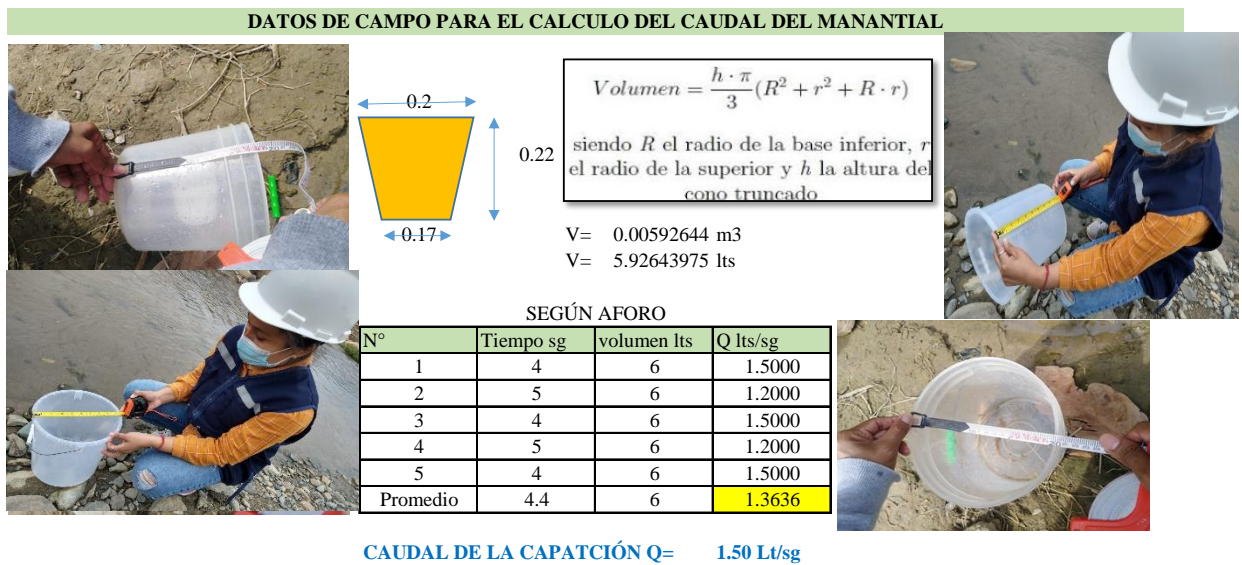 DATOS DE CAMPO PARA EL CALCULO DEL CAUDAL DEL MANANTIAL
0.2
0.22
0.17
Volumen = \frac{h · π}{3}(R² + r² + R · r)
siendo R el radio de la base inferior, r
el radio de la superior y h la altura del
cono truncado
V= 0.00592644 m3
V= 5.92643975 lts
SEGÚN AFORO
N° Tiempo sg volumen lts Q lts/sg
1 4 6 1.5000
2 5 6 1.2000
3 4 6 1.5000
4 5 6 1.2000
5 4 6 1.5000
Promedio 4.4 6 1.3636
CAUDAL DE LA CAPATCIÓN Q= 1.50 Lt/sg